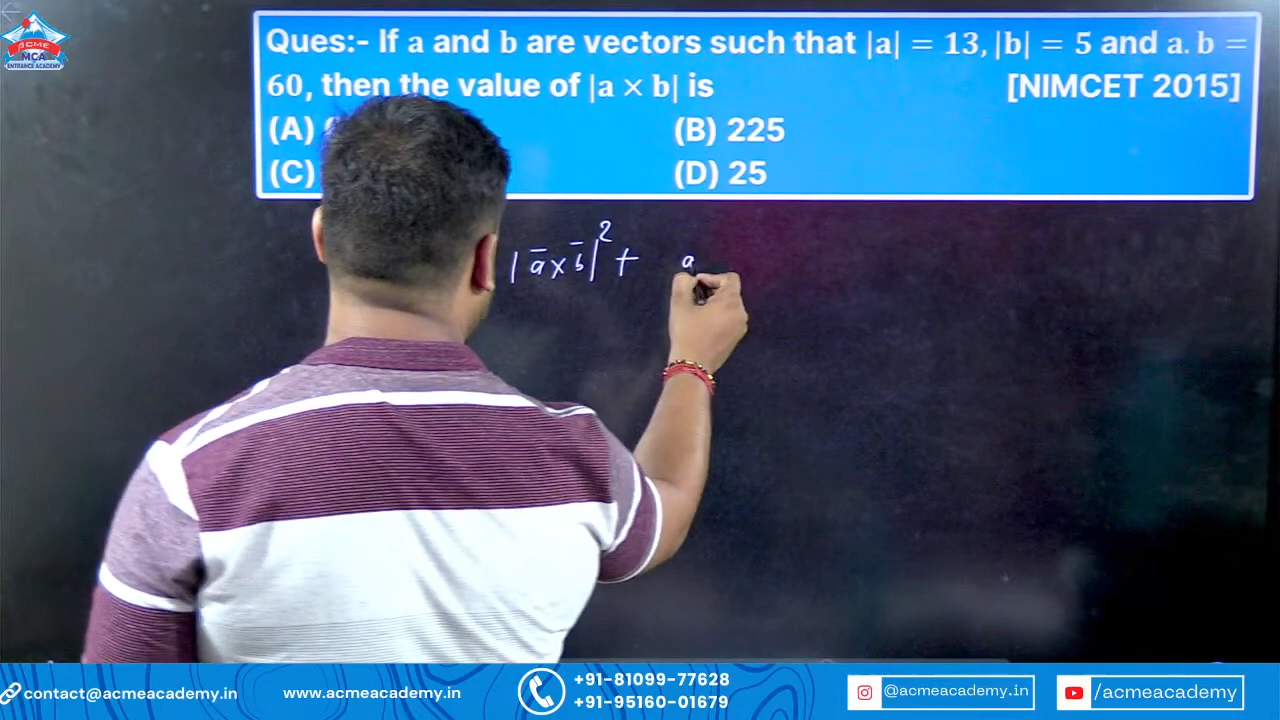 ACME
MCA
ENTRANCE ACADEMY
Ques:- If a and b are vectors such that |a| = 13, |b| = 5 and a. b =
60, then the value of |a × b| is [NIMCET 2015]
(A) (B) 225
(C) (D) 25
|a̅×b̅|² + a
contact@acmeacademy.in www.acmeacademy.in +91-81099-77628 @acmeacademy.in /acmeacademy
+91-95160-01679